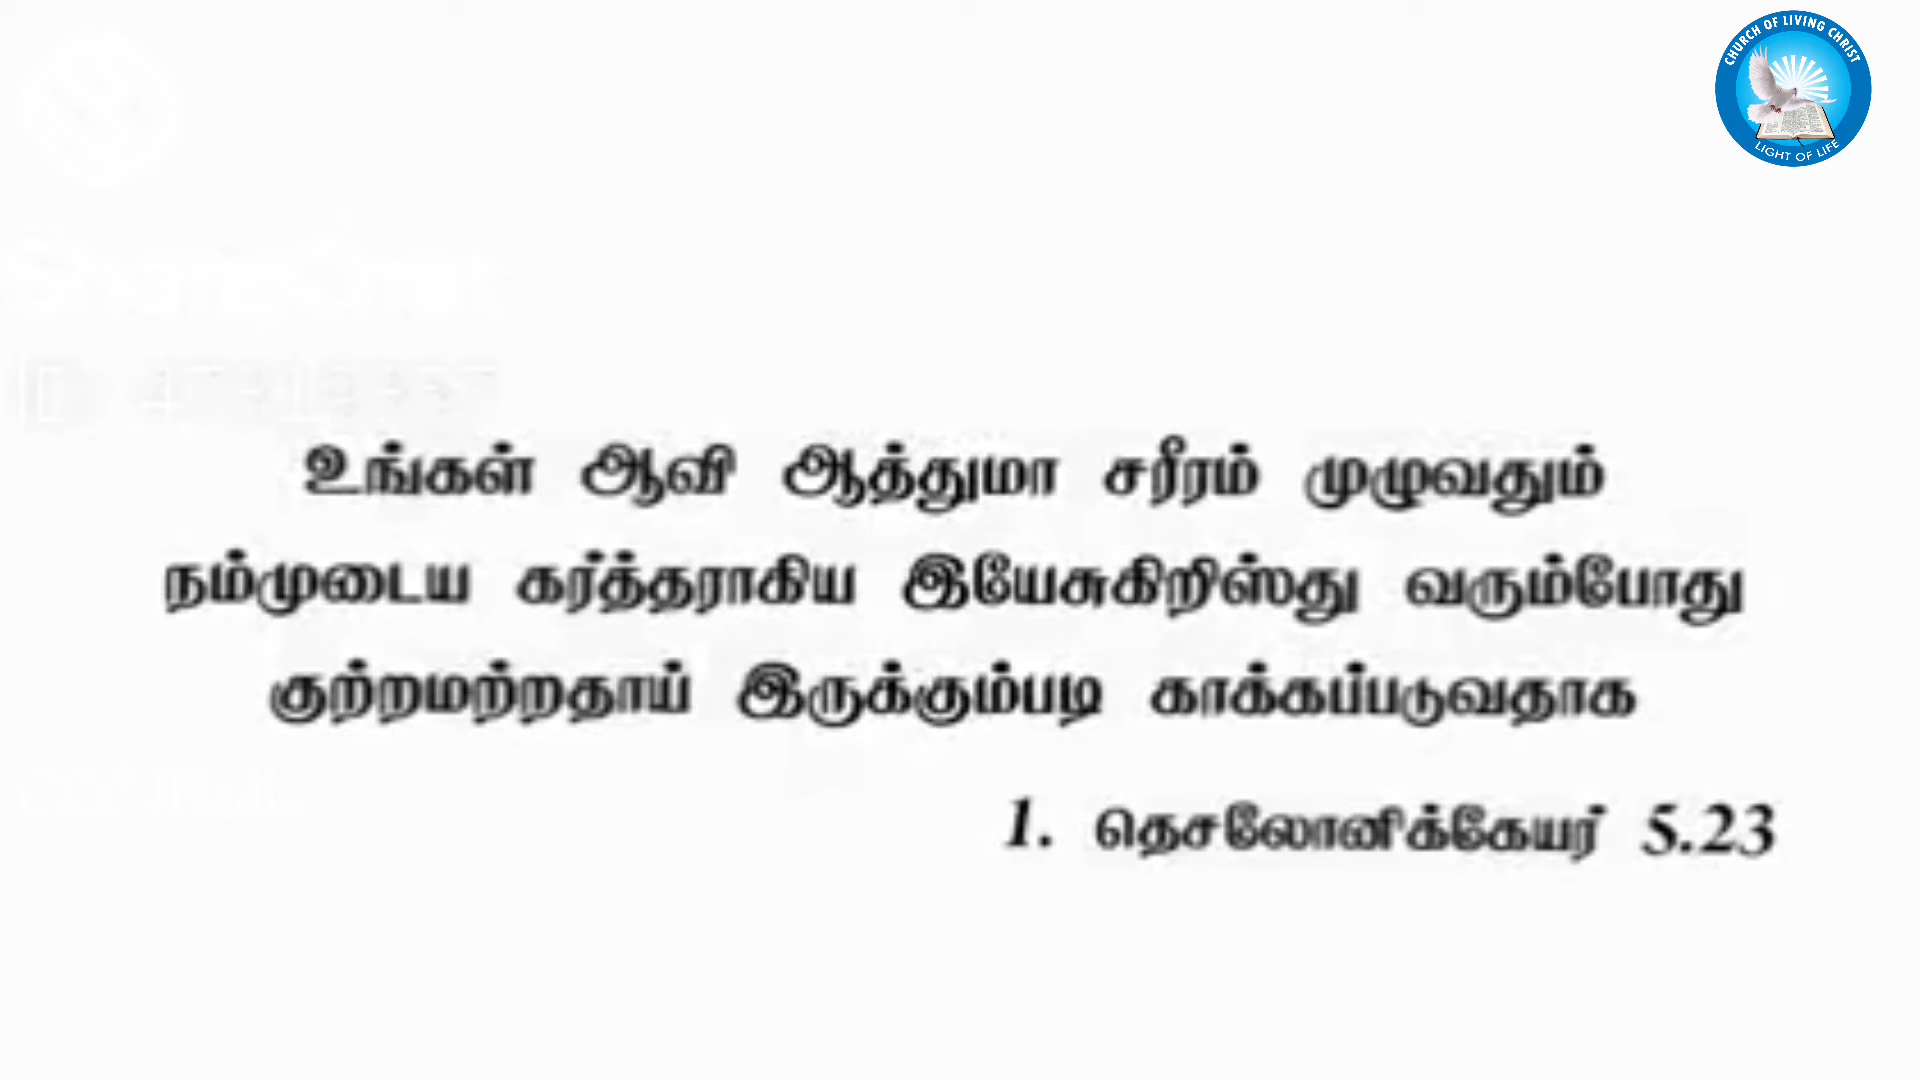 CHURCH OF LIVING CHRIST
LIGHT OF LIFE
உங்கள் ஆவி ஆத்துமா சரீரம் முழுவதும்
நம்முடைய கர்த்தராகிய இயேசுகிறிஸ்து வரும்போது
குற்றமற்றதாய் இருக்கும்படி காக்கப்படுவதாக
1. தெசலோனிக்கேயர் 5.23